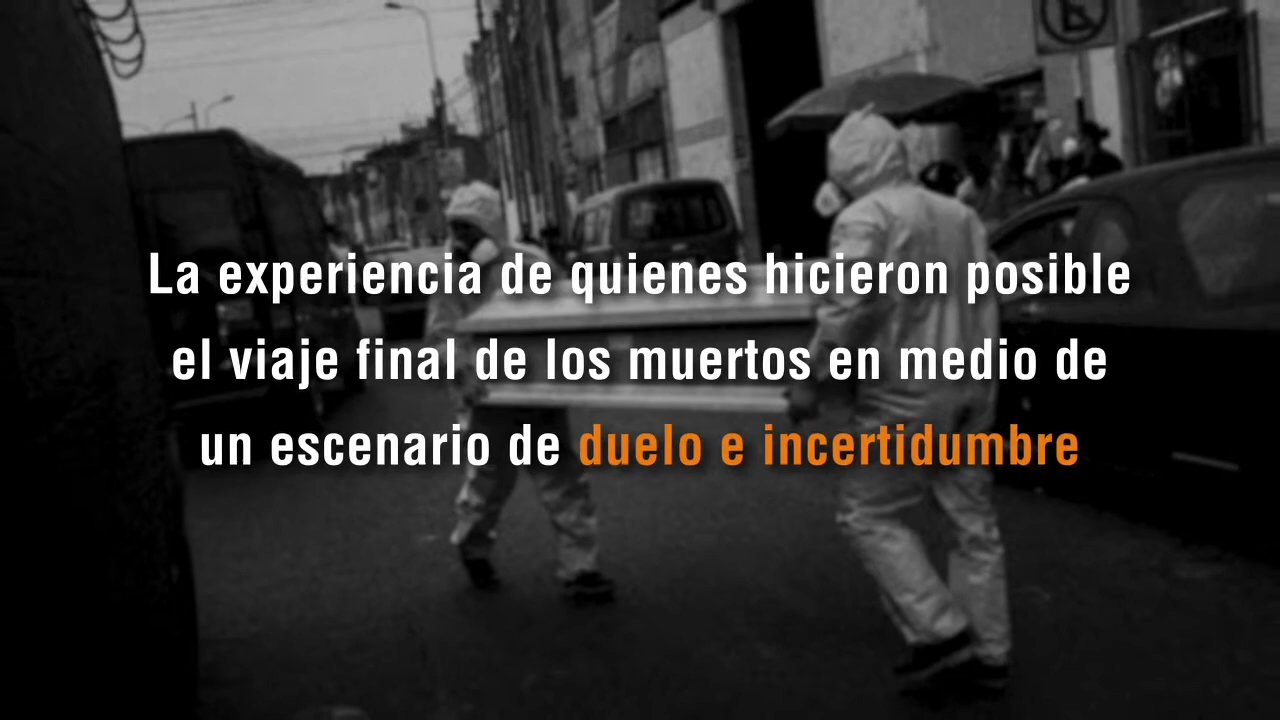 La experiencia de quienes hicieron posible
el viaje final de los muertos en medio de
un escenario de duelo e incertidumbre